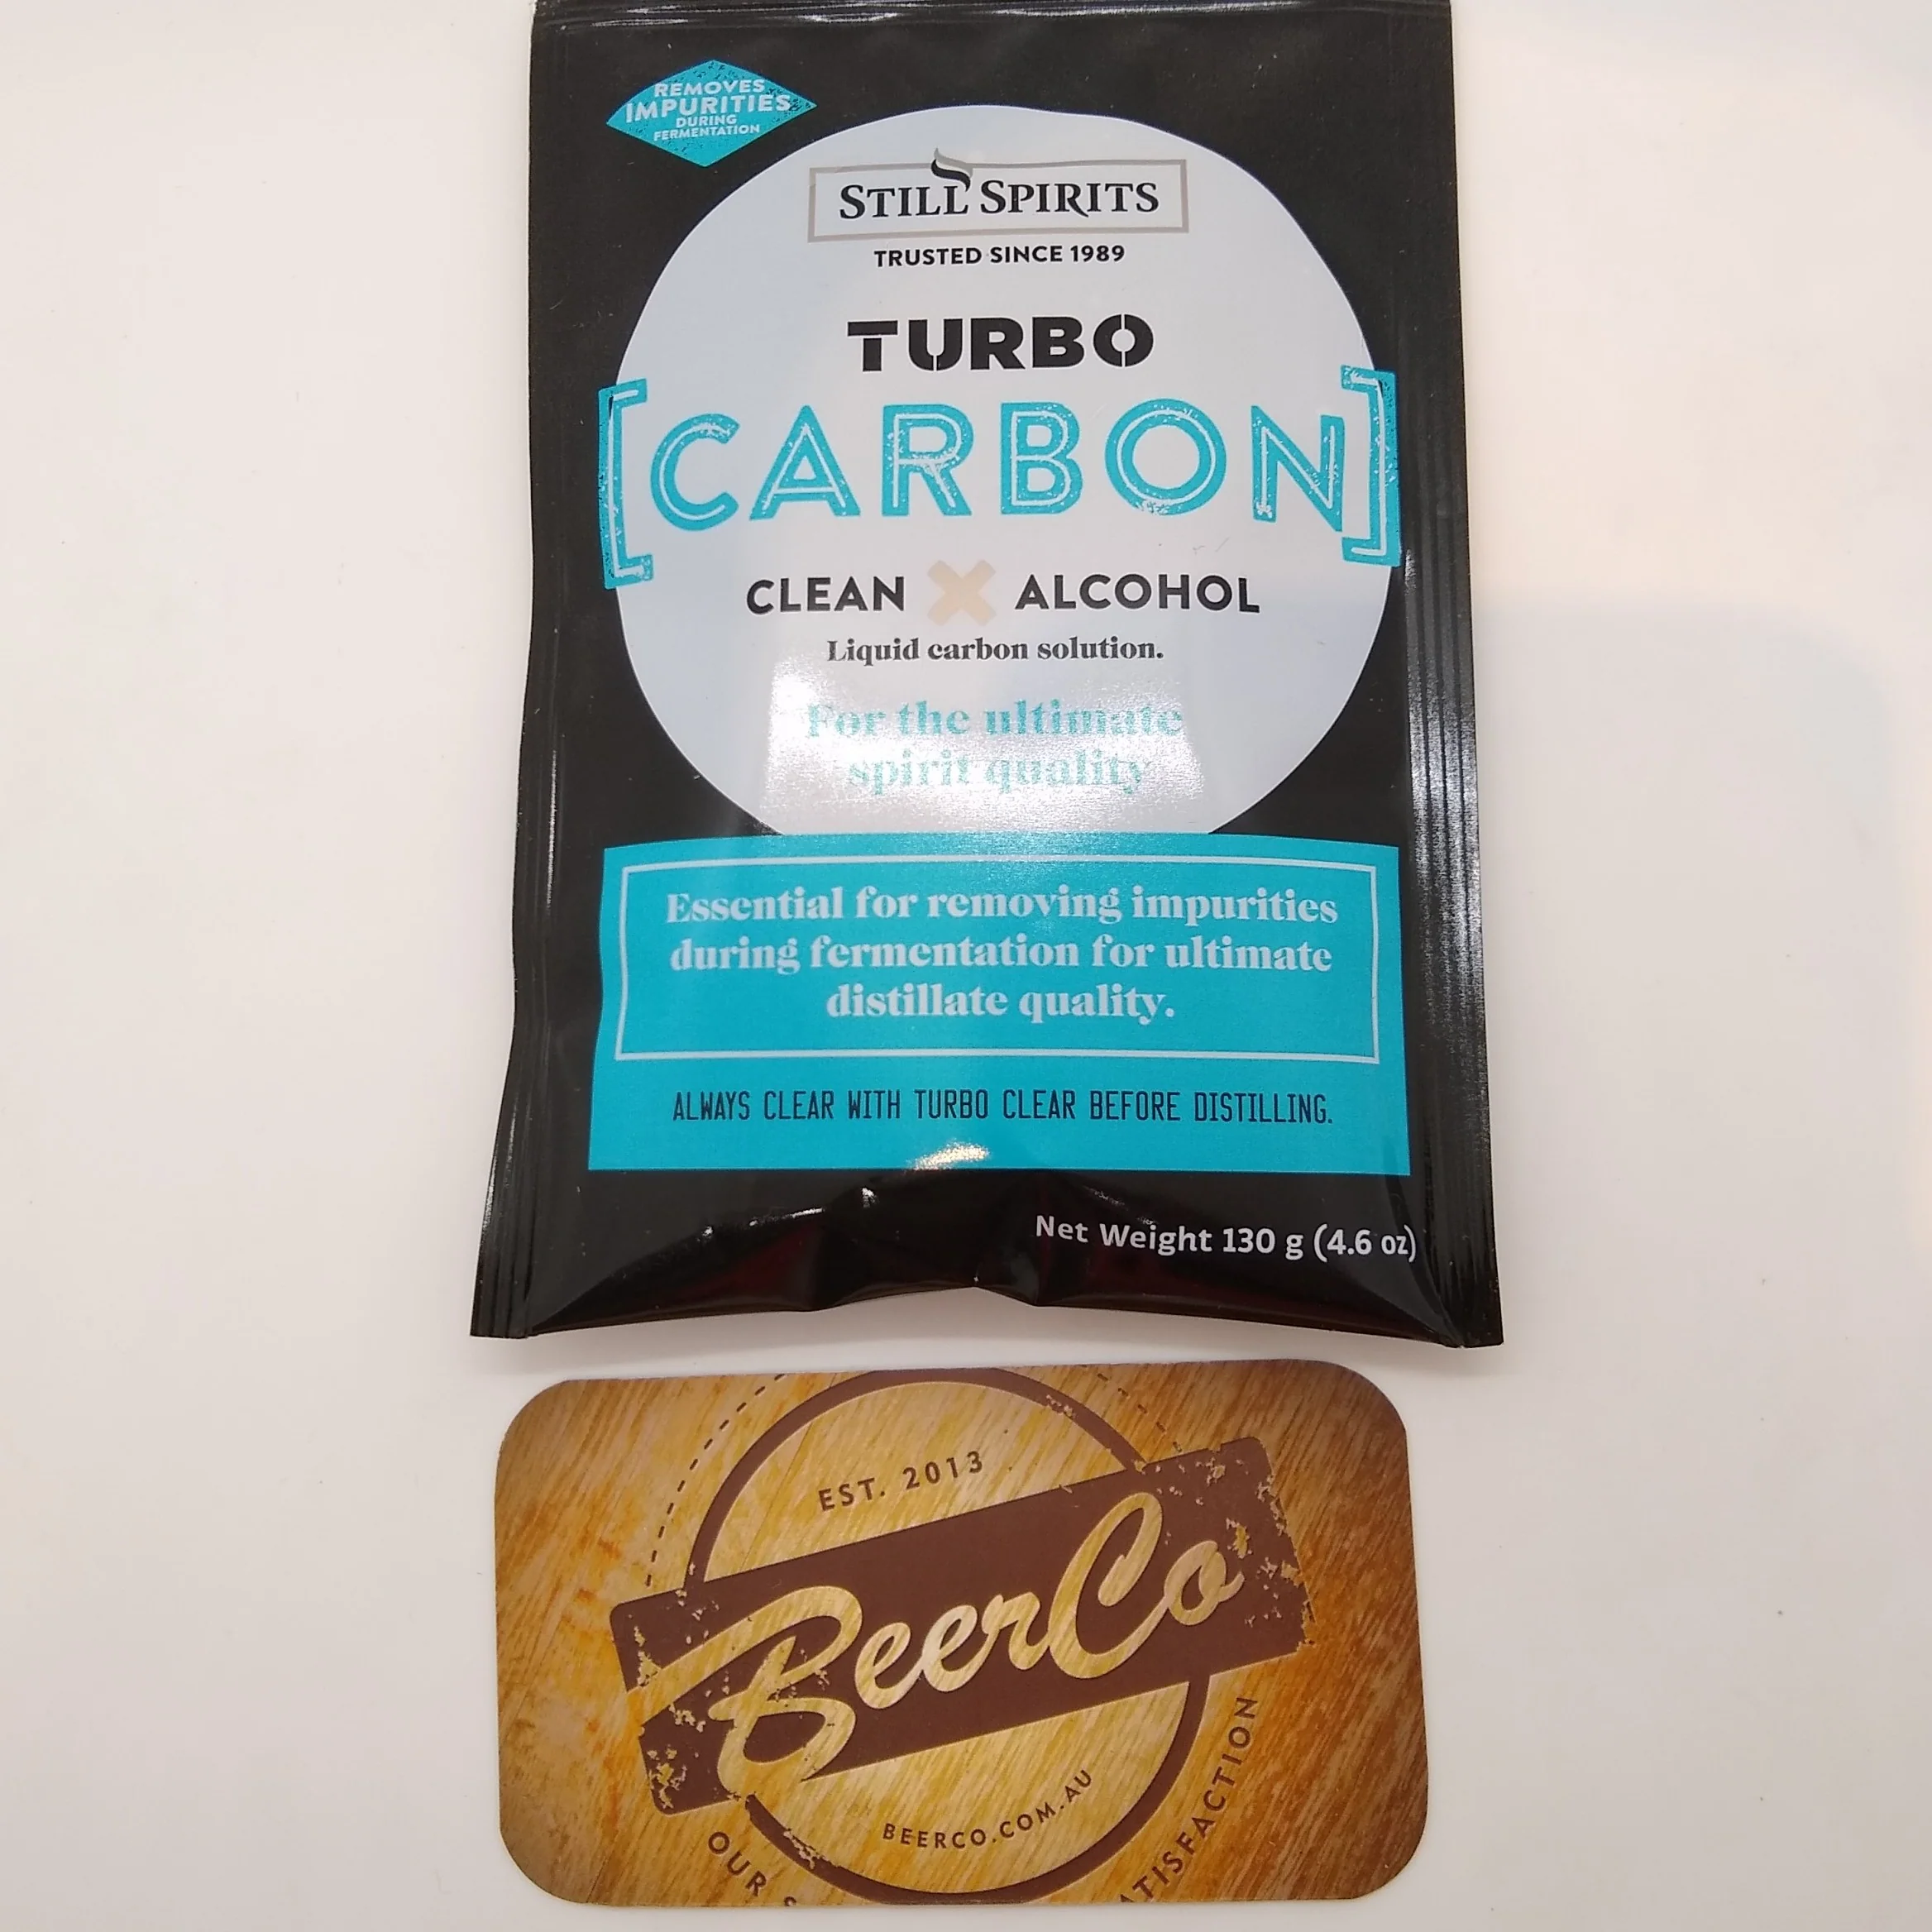 REMOVES
IMPURITIES
DURING
FERMENTATION
STILL SPIRITS
TRUSTED SINCE 1989
TURBO
[CARBON]
CLEAN X ALCOHOL
Liquid carbon solution.
For the ultimate
spirit quality
Essential for removing impurities
during fermentation for ultimate
distillate quality.
ALWAYS CLEAR WITH TURBO CLEAR BEFORE DISTILLING.
Net Weight 130 g (4.6 oz)
EST. 2013
BeerCo
BEERCO.COM.AU
OUR